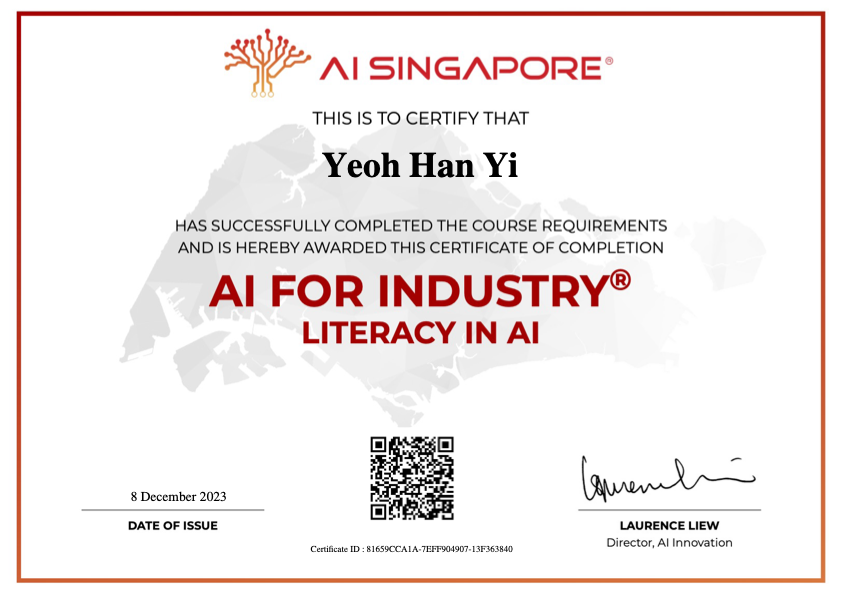 AI SINGAPORE®
THIS IS TO CERTIFY THAT
Yeoh Han Yi
HAS SUCCESSFULLY COMPLETED THE COURSE REQUIREMENTS
AND IS HEREBY AWARDED THIS CERTIFICATE OF COMPLETION
AI FOR INDUSTRY®
LITERACY IN AI
8 December 2023
DATE OF ISSUE
Certificate ID : 81659CCA1A-7EFF904907-13F363840
LAURENCE LIEW
Director, AI Innovation